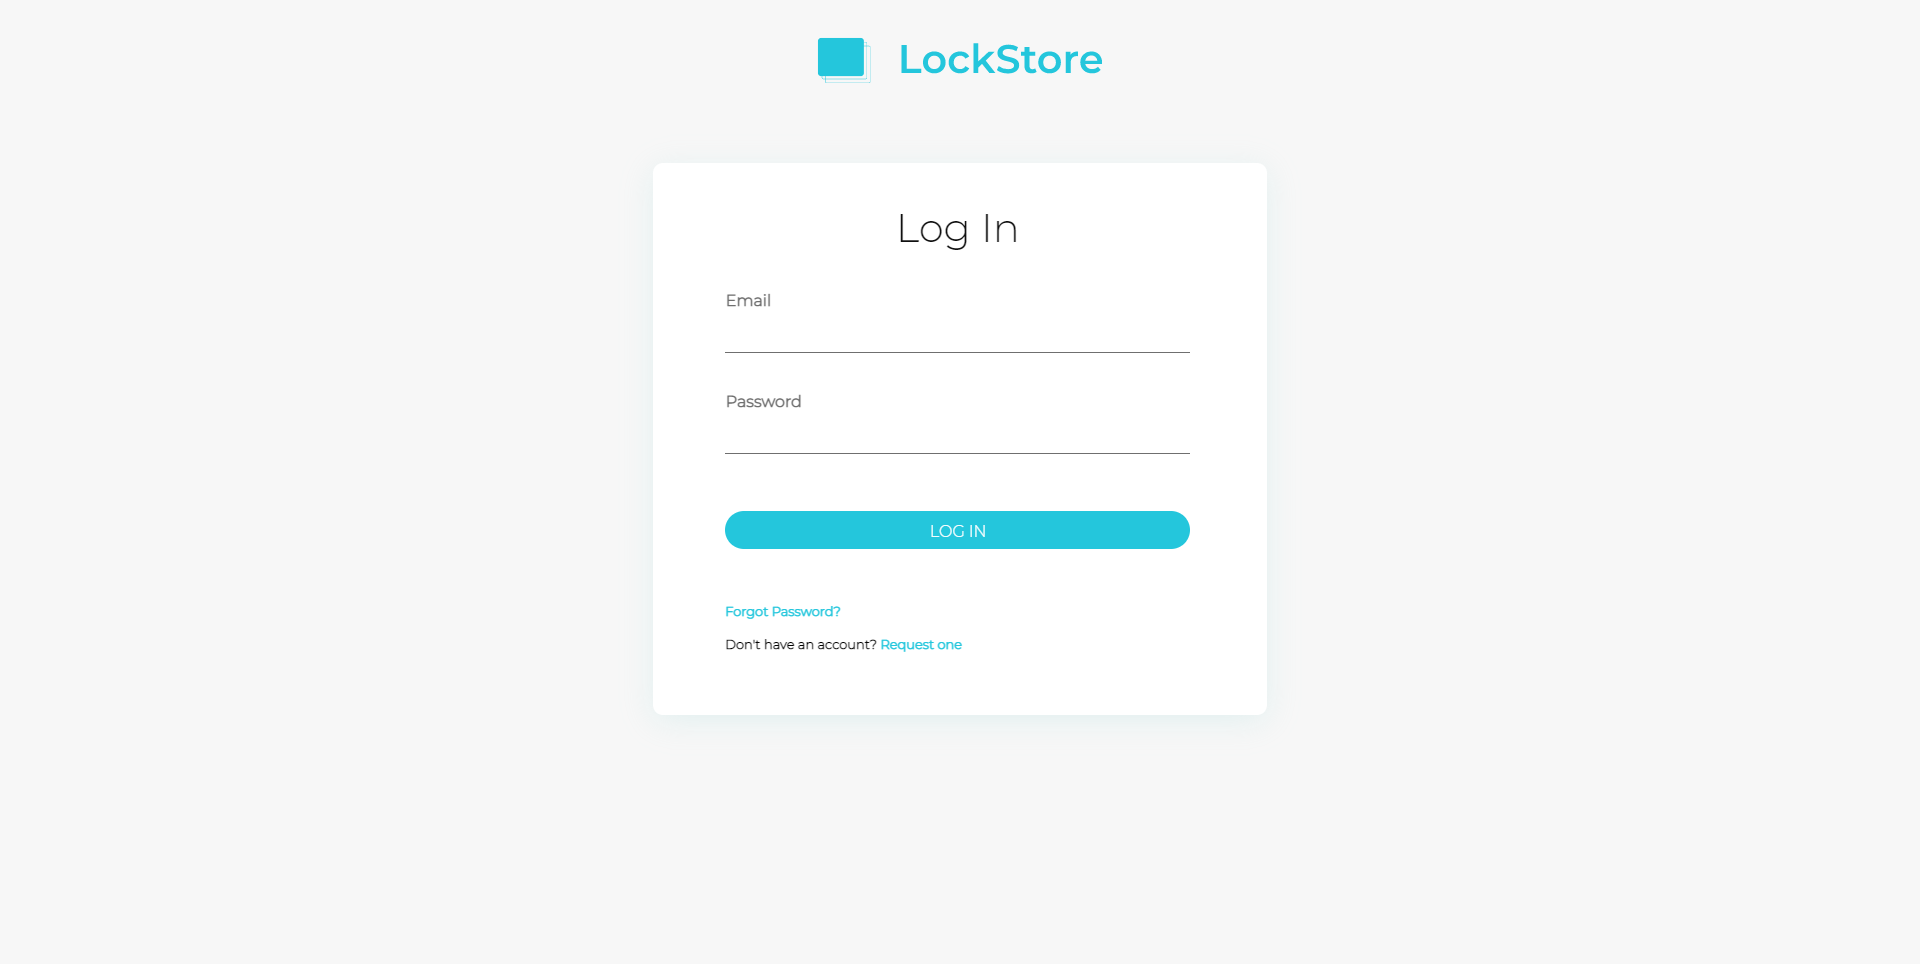 LockStore
Log In
Email
Password
LOG IN
Forgot Password?
Don't have an account? Request one